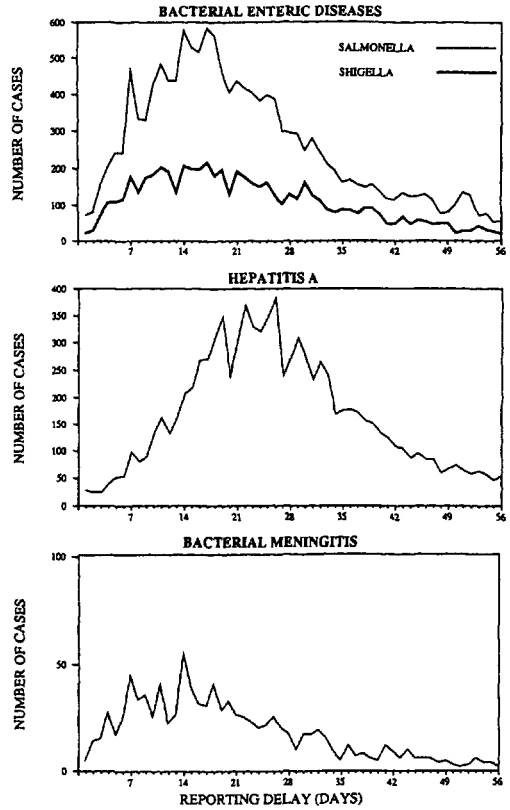 BACTERIAL ENTERIC DISEASES
600
500
400
300
200
100
0
NUMBER OF CASES
SALMONELLA
SHIGELLA
7 14 21 28 35 42 49 56
HEPATITIS A
400
350
300
250
200
150
100
50
0
NUMBER OF CASES
7 14 21 28 35 42 49 56
BACTERIAL MENINGITIS
100
50
0
NUMBER OF CASES
7 14 21 28 35 42 49 56
REPORTING DELAY (DAYS)